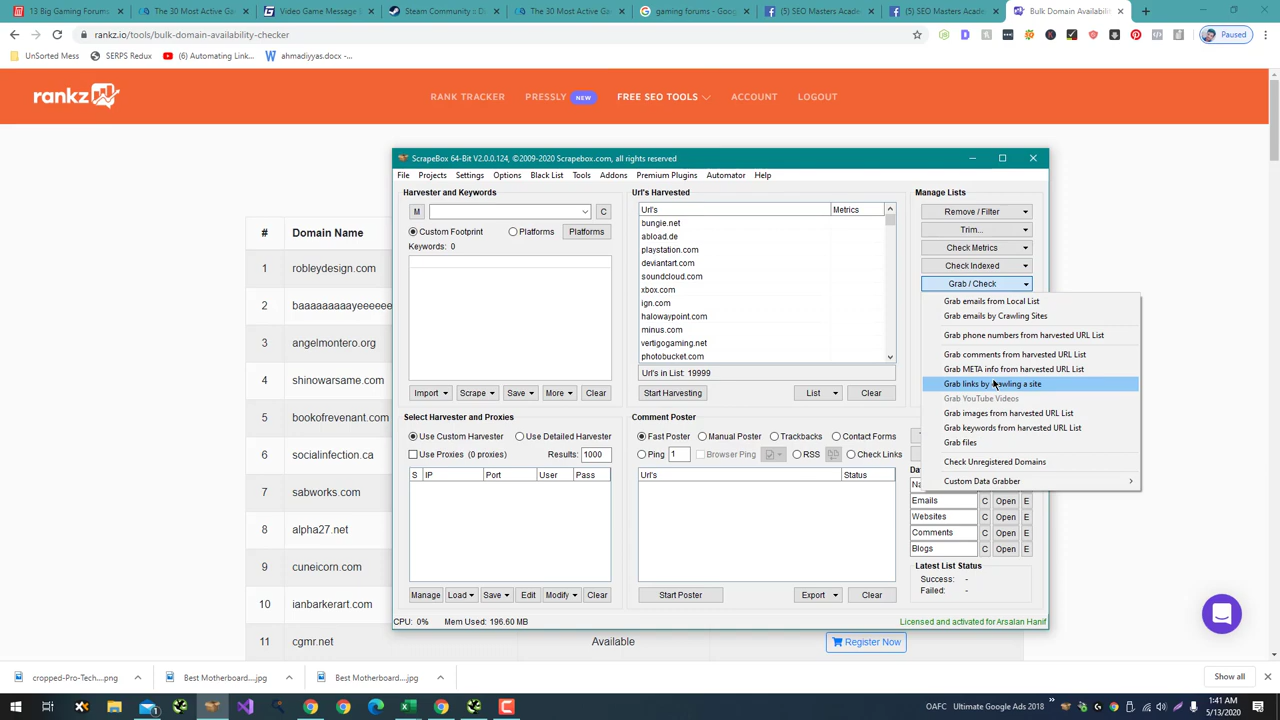 13 Big Gaming Forum
The 30 Most Active Ga
Video Game Message
Steam Community :: D
The 30 Most Active Ga
gaming forums - Goog
(5) SEO Masters Acade
(5) SEO Masters Acade
Bulk Domain Availabili
rankz.io/tools/bulk-domain-availability-checker
Paused
UnSorted Mess
SERPS Redux
(6) Automating Link...
ahmadiyyas.docx -...
rankz
RANK TRACKER
PRESSLY NEW
FREE SEO TOOLS
ACCOUNT
LOGOUT
ScrapeBox 64-Bit V2.0.0.124, ©2009-2020 Scrapebox.com, all rights reserved
File Projects Settings Options Black List Tools Addons Premium Plugins Automator Help
Harvester and Keywords
M
C
Custom Footprint
Platforms
Platforms
Keywords: 0
Import
Scrape
Save
More
Clear
Url's Harvested
Url's
Metrics
bungie.net
abload.de
playstation.com
deviantart.com
soundcloud.com
xbox.com
ign.com
halowaypoint.com
minus.com
vertigogaming.net
photobucket.com
Url's in List: 19999
Start Harvesting
List
Clear
Manage Lists
Remove / Filter
Trim...
Check Metrics
Check Indexed
Grab / Check
Grab emails from Local List
Grab emails by Crawling Sites
Grab phone numbers from harvested URL List
Grab comments from harvested URL List
Grab META info from harvested URL List
Grab links by crawling a site
Grab YouTube Videos
Grab images from harvested URL List
Grab keywords from harvested URL List
Grab files
Check Unregistered Domains
Custom Data Grabber
Select Harvester and Proxies
Use Custom Harvester
Use Detailed Harvester
Use Proxies (0 proxies)
Results: 1000
S IP Port User Pass
Manage
Load
Save
Edit
Modify
Clear
Comment Poster
Fast Poster
Manual Poster
Trackbacks
Contact Forms
Ping 1
Browser Ping
RSS
Check Links
Url's
Status
Start Poster
Export
Clear
Emails C Open E
Websites C Open E
Comments C Open E
Blogs C Open E
Latest List Status
Success: -
Failed: -
CPU: 0%
Mem Used: 196.60 MB
Licensed and activated for Arsalan Hanif
# Domain Name
robleydesign.com
2 baaaaaaaayeeeeee
3 angelmontero.org
4 shinowarsame.com
5 bookofrevenant.com
6 socialinfection.ca
7 sabworks.com
8 alpha27.net
9 cuneicorn.com
10 ianbarkerart.com
11 cgmr.net Available Register Now
cropped-Pro-Tech....png
Best Motherboard....jpg
Best Motherboard....jpg
Show all
OAFC
Ultimate Google Ads 2018
1:41 AM
5/13/2020